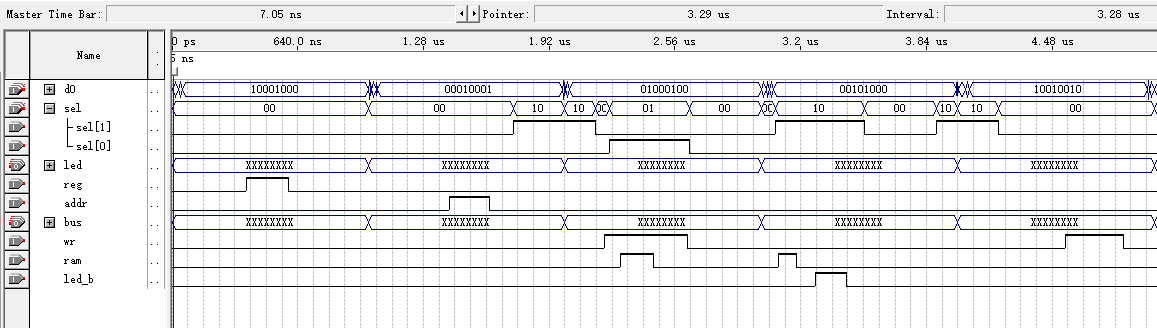 Master Time Bar: 7.05 ns Pointer: 3.29 us Interval: 3.28 us
Name
0 ps 640.0 ns 1.28 us 1.92 us 2.56 us 3.2 us 3.84 us 4.48 us
5 ns
d0 10001000 00010001 01000100 00101000 10010010
sel 00 00 10 10 00 01 00 00 10 00 10 10 00
sel[1]
sel[0]
led XXXXXXXX XXXXXXXX XXXXXXXX XXXXXXXX XXXXXXXX
reg
addr
bus XXXXXXXX XXXXXXXX XXXXXXXX XXXXXXXX XXXXXXXX
wr
ram
led_b